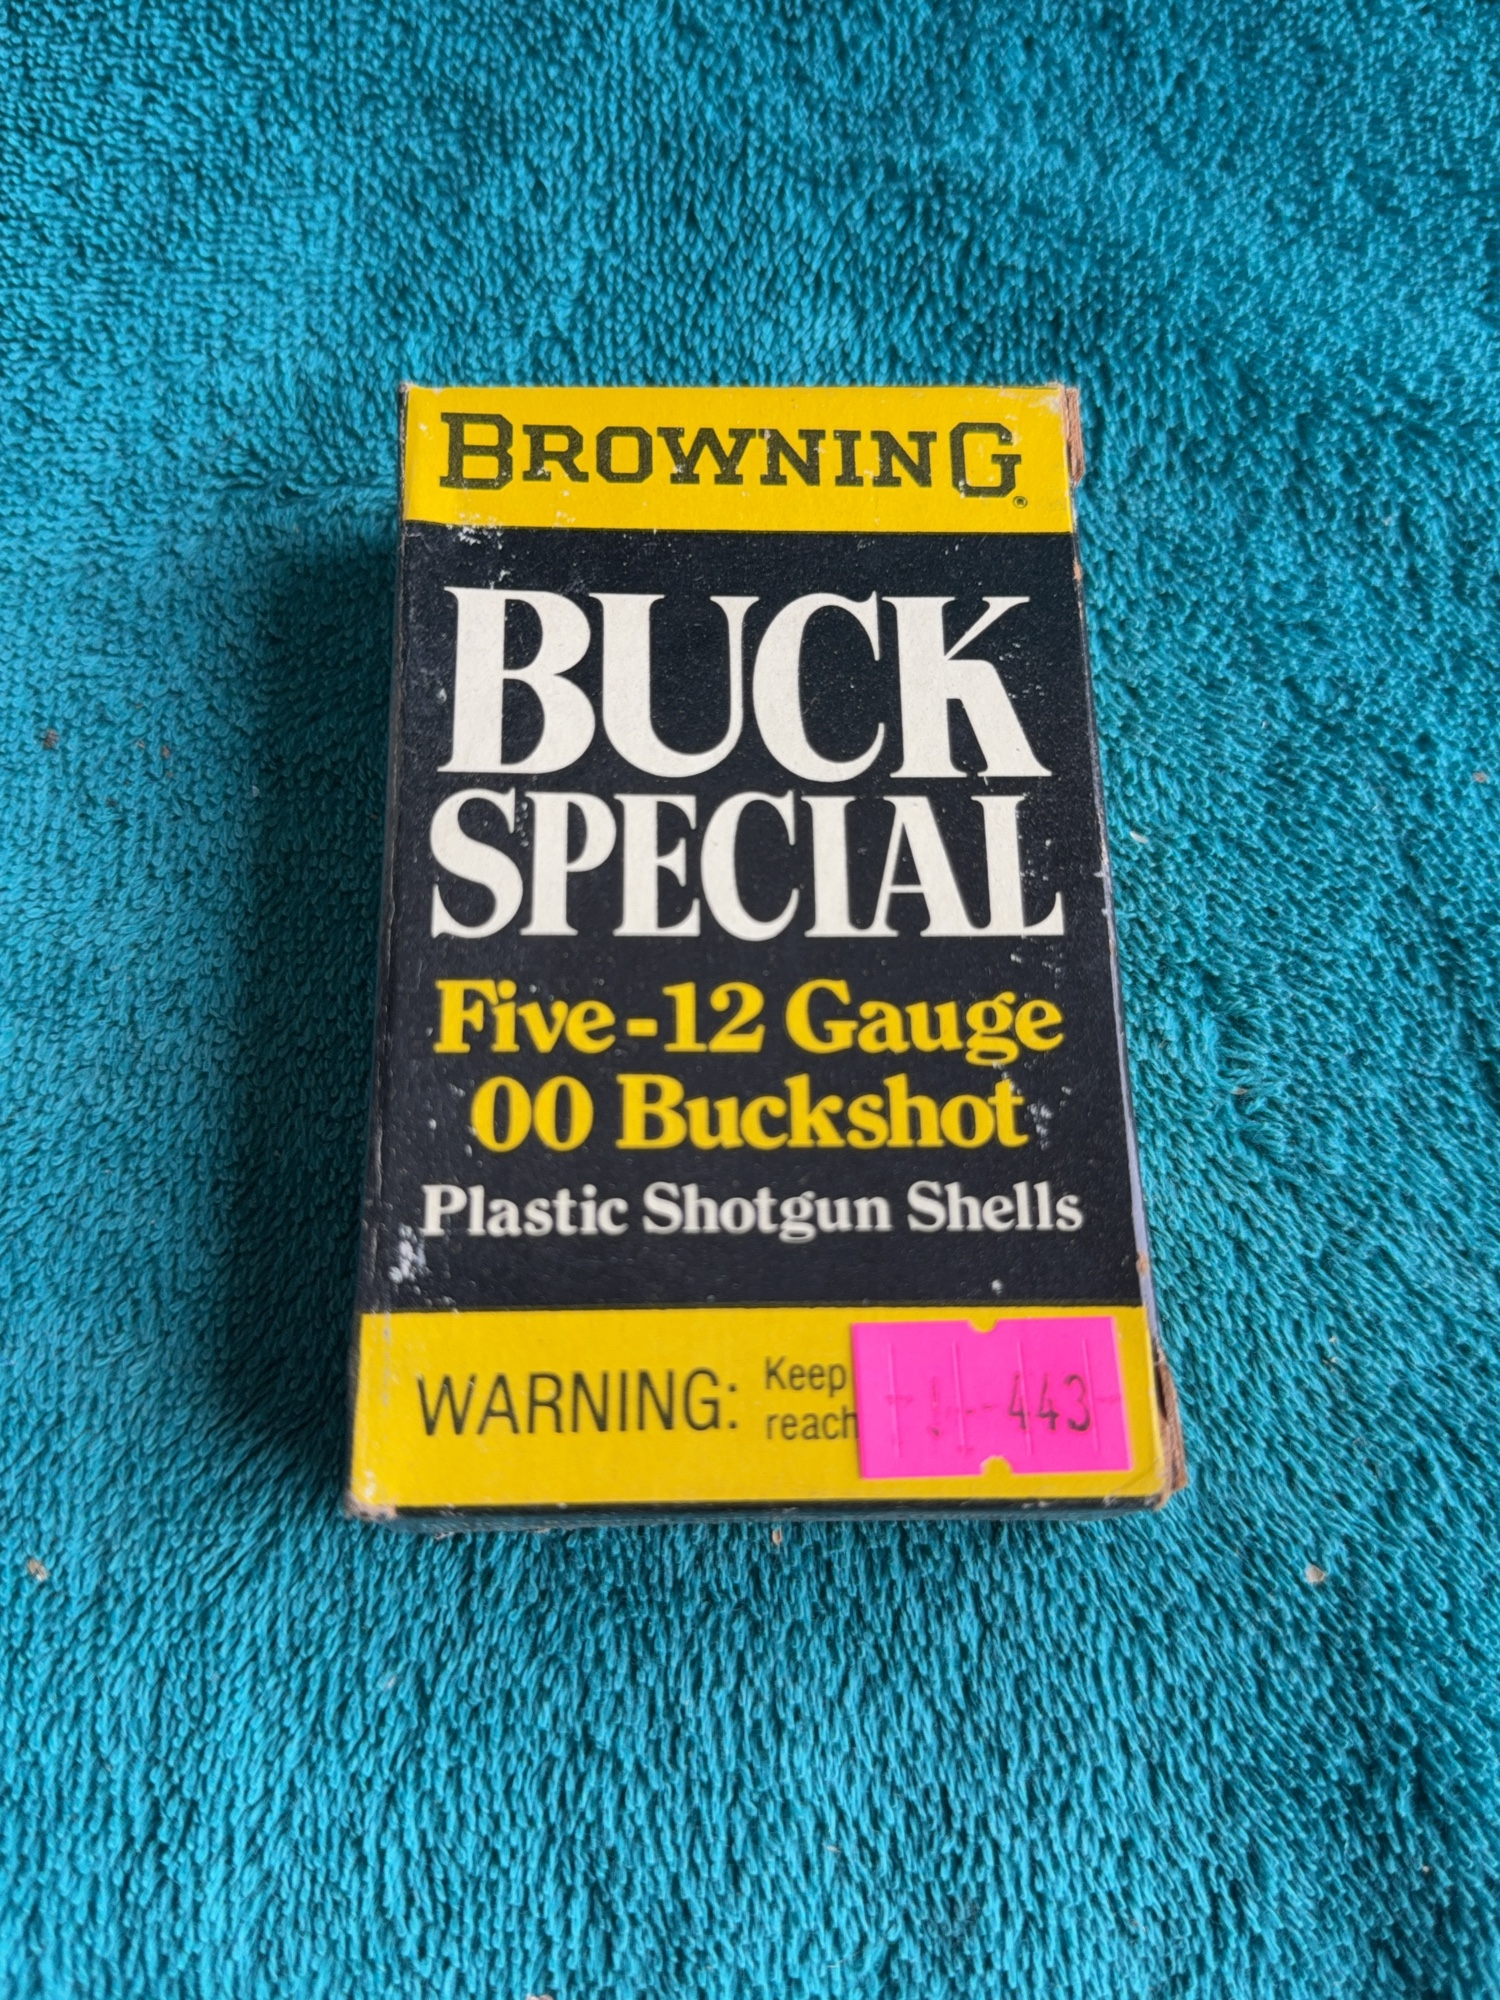 BROWNING®
BUCK
SPECIAL
Five-12 Gauge
00 Buckshot
Plastic Shotgun Shells
WARNING: Keep
reach
443